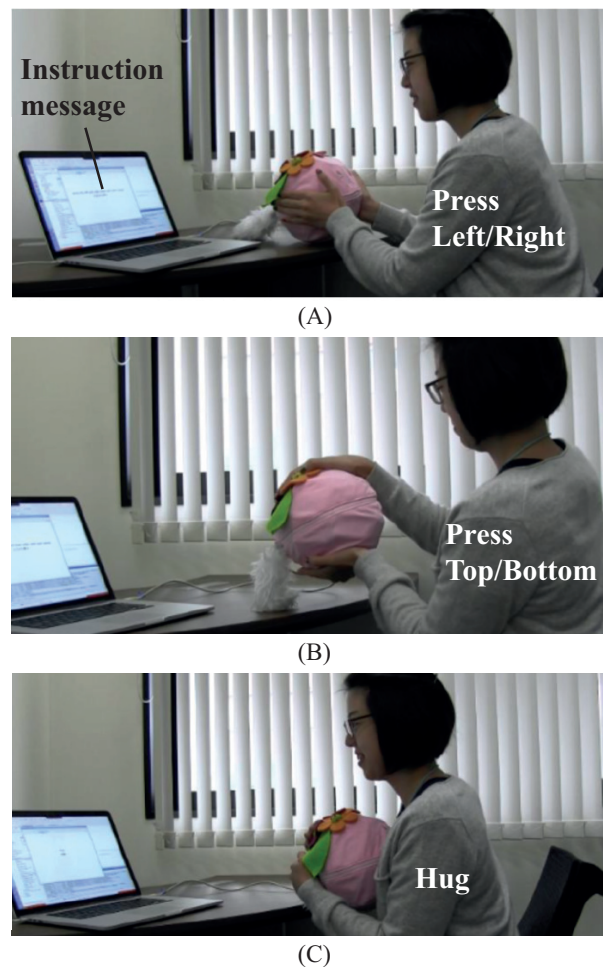 Instruction
message
Press
Left/Right
(A)
Press
Top/Bottom
(B)
Hug
(C)